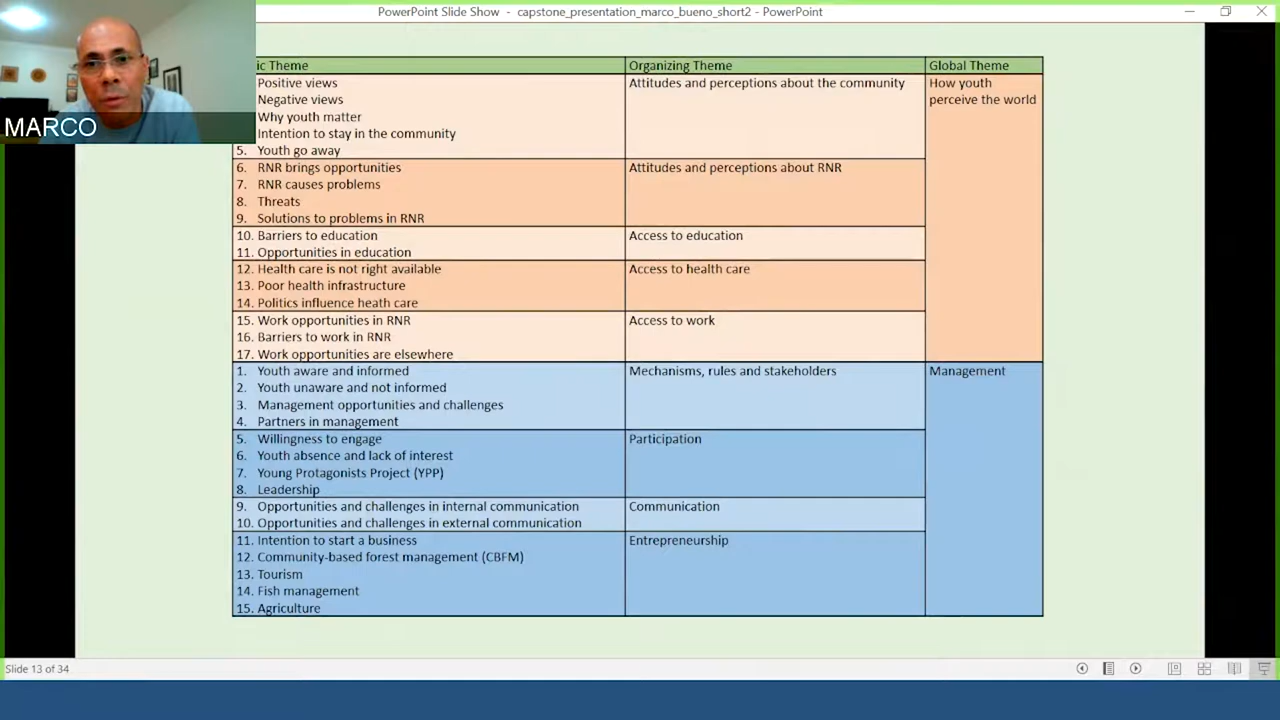 PowerPoint Slide Show - capstone_presentation_marco_bueno_short2 - PowerPoint
MARCO
ic Theme
Organizing Theme
Global Theme
Positive views
Negative views
Why youth matter
Intention to stay in the community
5. Youth go away
Attitudes and perceptions about the community
How youth
perceive the world
6. RNR brings opportunities
7. RNR causes problems
8. Threats
9. Solutions to problems in RNR
Attitudes and perceptions about RNR
10. Barriers to education
11. Opportunities in education
Access to education
12. Health care is not right available
13. Poor health infrastructure
14. Politics influence heath care
Access to health care
15. Work opportunities in RNR
16. Barriers to work in RNR
17. Work opportunities are elsewhere
Access to work
1. Youth aware and informed
2. Youth unaware and not informed
3. Management opportunities and challenges
4. Partners in management
Mechanisms, rules and stakeholders
Management
5. Willingness to engage
6. Youth absence and lack of interest
7. Young Protagonists Project (YPP)
8. Leadership
Participation
9. Opportunities and challenges in internal communication
10. Opportunities and challenges in external communication
Communication
11. Intention to start a business
12. Community-based forest management (CBFM)
13. Tourism
14. Fish management
15. Agriculture
Entrepreneurship
Slide 13 of 34